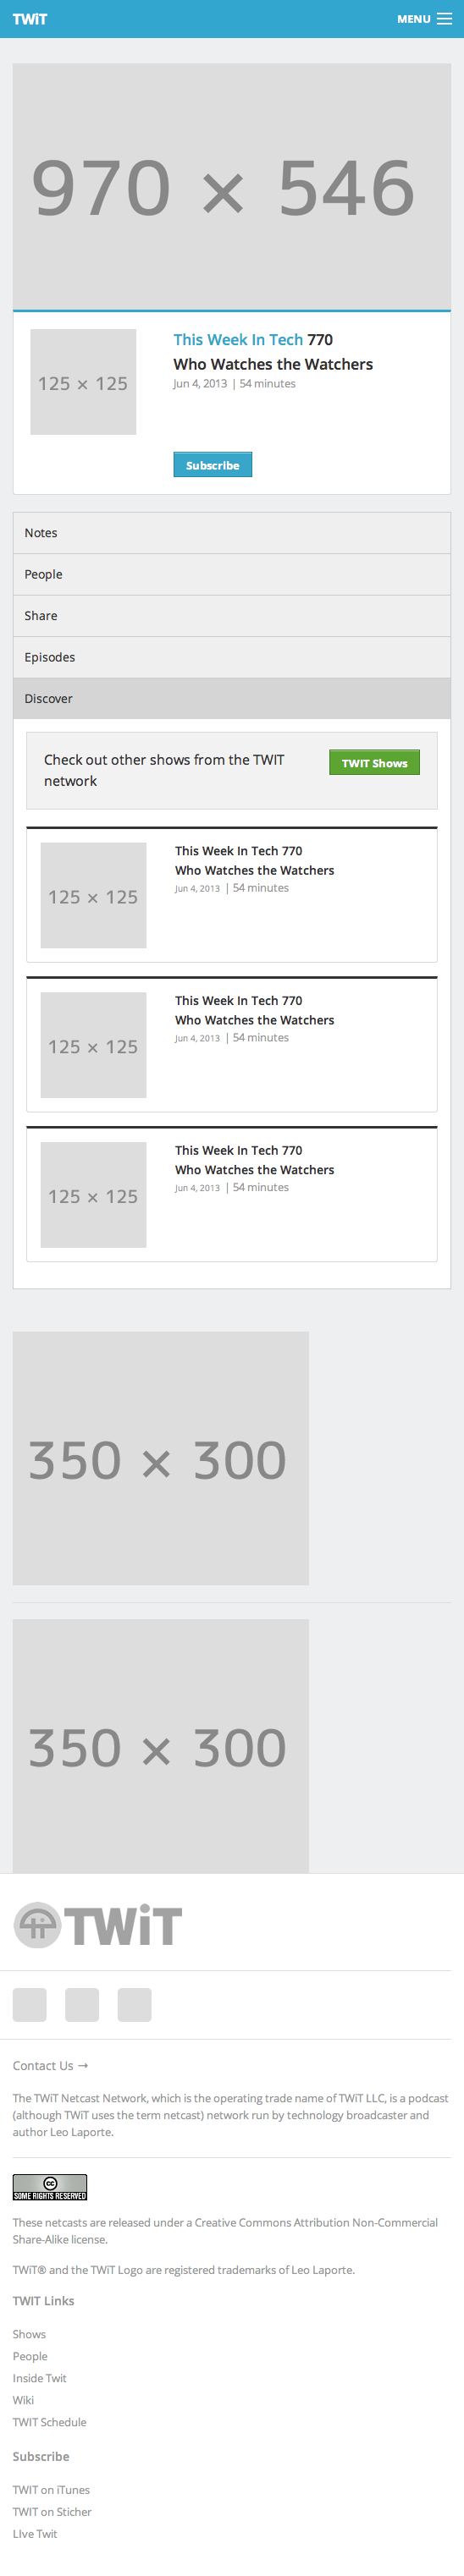 TWiT
MENU
970 × 546
125 × 125
This Week In Tech 770
Who Watches the Watchers
Jun 4, 2013 | 54 minutes
Subscribe
Notes
People
Share
Episodes
Discover
Check out other shows from the TWIT
network
TWIT Shows
125 × 125
This Week In Tech 770
Who Watches the Watchers
Jun 4, 2013 | 54 minutes
125 × 125
This Week In Tech 770
Who Watches the Watchers
Jun 4, 2013 | 54 minutes
125 × 125
This Week In Tech 770
Who Watches the Watchers
Jun 4, 2013 | 54 minutes
350 × 300
350 × 300
TWiT
Contact Us →
The TWiT Netcast Network, which is the operating trade name of TWiT LLC, is a podcast
(although TWiT uses the term netcast) network run by technology broadcaster and
author Leo Laporte.
cc
SOME RIGHTS RESERVED
These netcasts are released under a Creative Commons Attribution Non-Commercial
Share-Alike license.
TWiT® and the TWiT Logo are registered trademarks of Leo Laporte.
TWIT Links
Shows
People
Inside Twit
Wiki
TWIT Schedule
Subscribe
TWIT on iTunes
TWIT on Sticher
LIve Twit